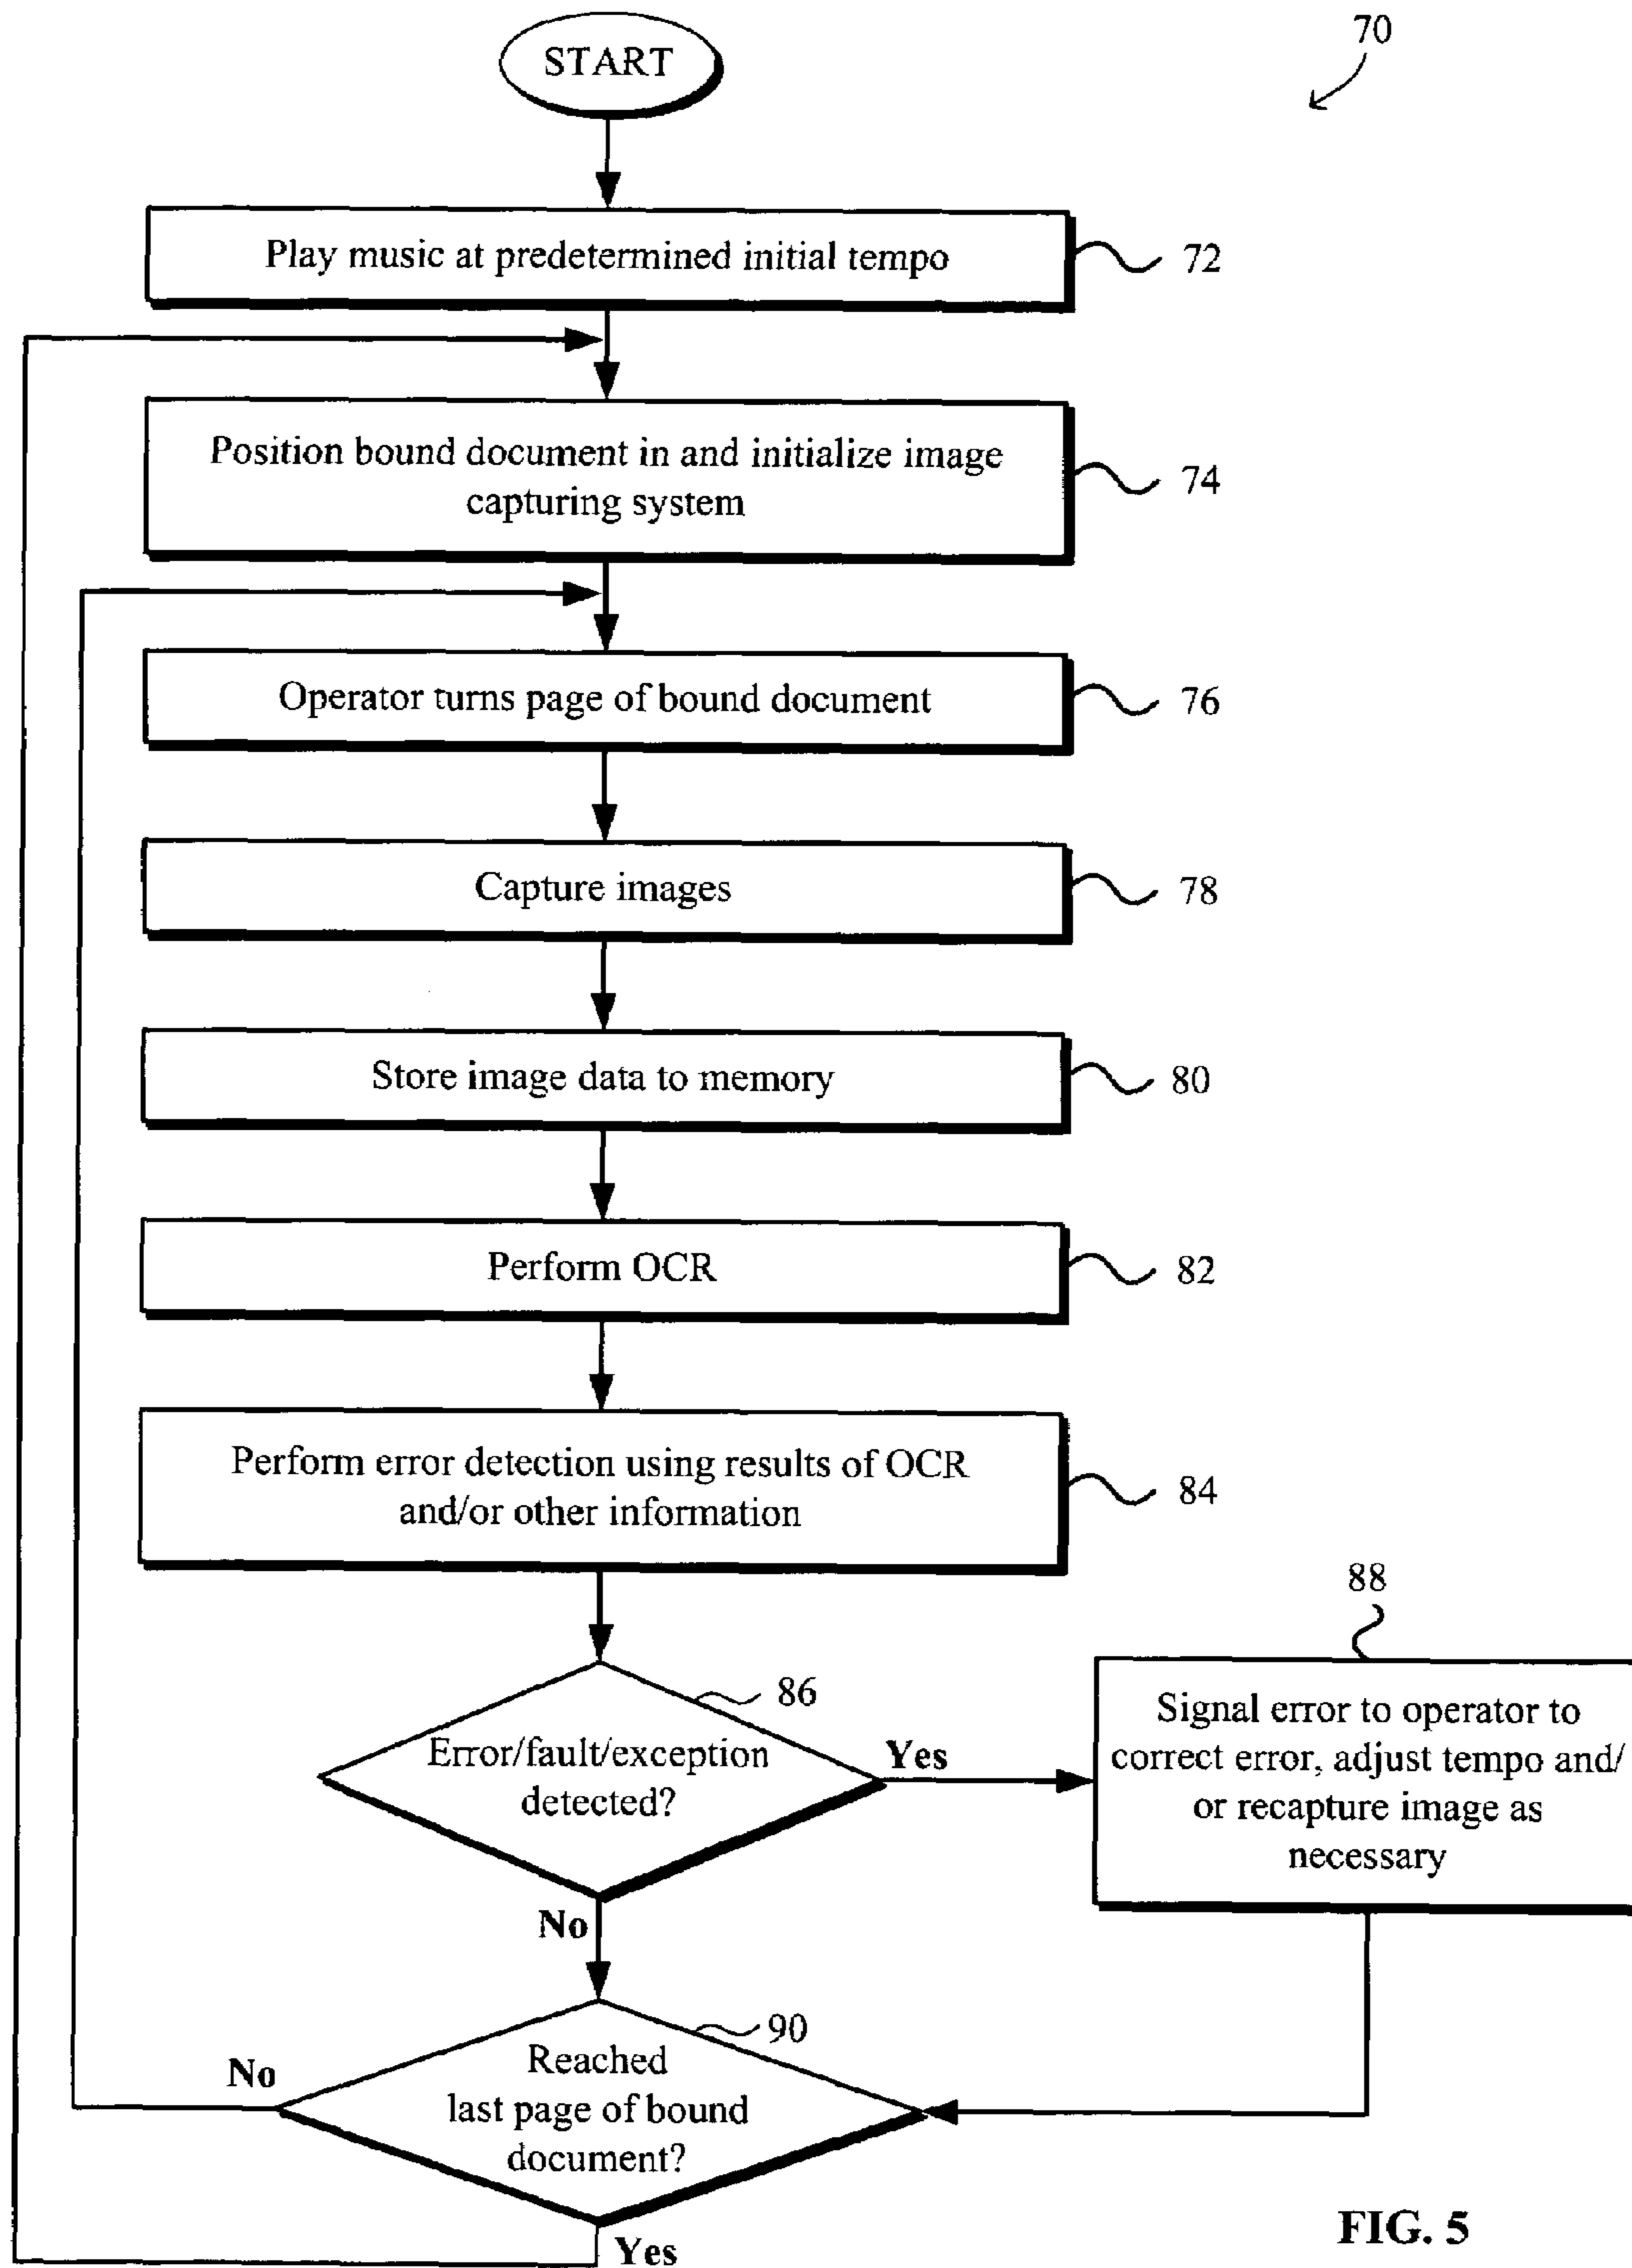 START
70
Play music at predetermined initial tempo
72
Position bound document in and initialize image
capturing system
74
Operator turns page of bound document
76
Capture images
78
Store image data to memory
80
Perform OCR
82
Perform error detection using results of OCR
and/or other information
84
86
Error/fault/exception
detected?
Yes
No
88
Signal error to operator to
correct error, adjust tempo and/
or recapture image as
necessary
90
Reached
last page of bound
document?
No
Yes
FIG. 5